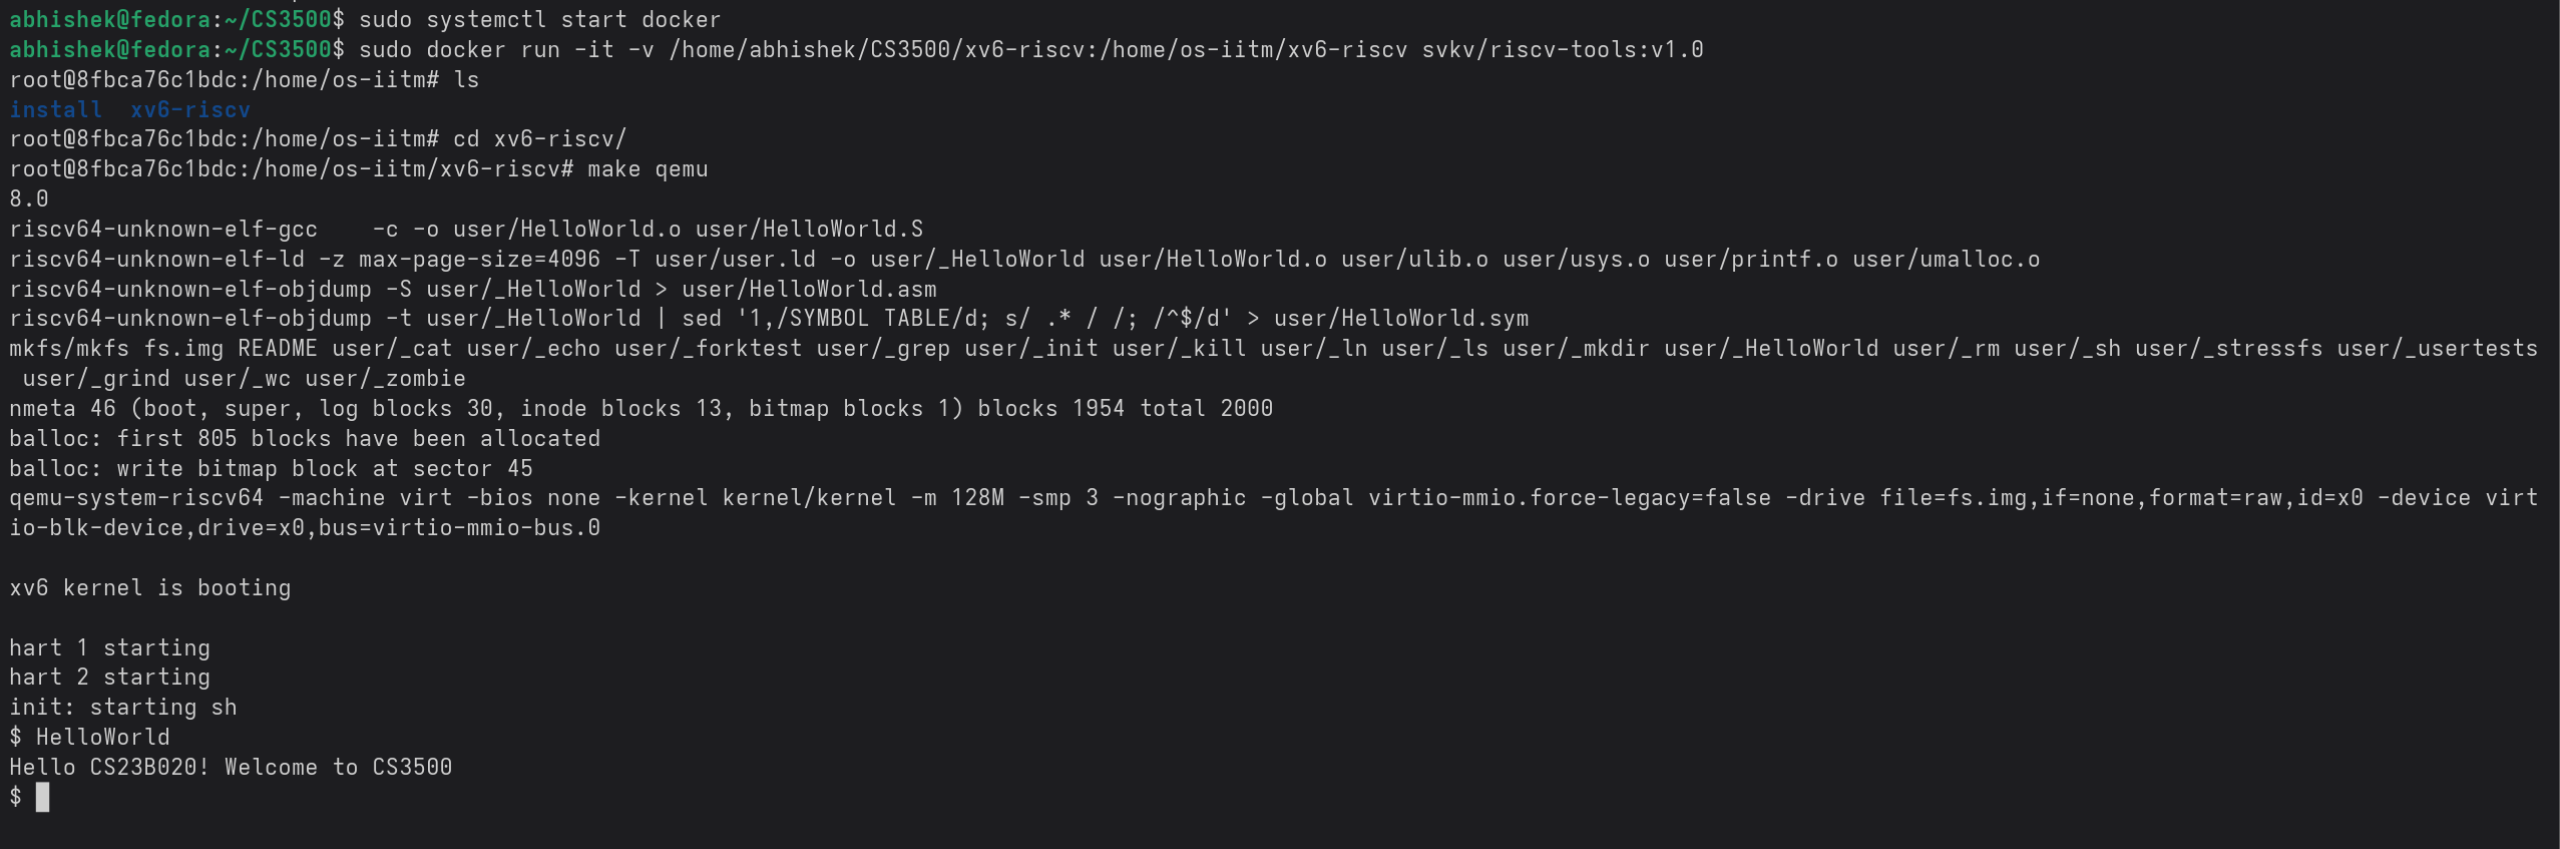 abhishek@fedora:~/CS3500$ sudo systemctl start docker
abhishek@fedora:~/CS3500$ sudo docker run -it -v /home/abhishek/CS3500/xv6-riscv:/home/os-iitm/xv6-riscv svkv/riscv-tools:v1.0
root@8fbca76c1bdc:/home/os-iitm# ls
install  xv6-riscv
root@8fbca76c1bdc:/home/os-iitm# cd xv6-riscv/
root@8fbca76c1bdc:/home/os-iitm/xv6-riscv# make qemu
8.0
riscv64-unknown-elf-gcc    -c -o user/HelloWorld.o user/HelloWorld.S
riscv64-unknown-elf-ld -z max-page-size=4096 -T user/user.ld -o user/_HelloWorld user/HelloWorld.o user/ulib.o user/usys.o user/printf.o user/umalloc.o
riscv64-unknown-elf-objdump -S user/_HelloWorld > user/HelloWorld.asm
riscv64-unknown-elf-objdump -t user/_HelloWorld | sed '1,/SYMBOL TABLE/d; s/ .* / /; /^$/d' > user/HelloWorld.sym
mkfs/mkfs fs.img README user/_cat user/_echo user/_forktest user/_grep user/_init user/_kill user/_ln user/_ls user/_mkdir user/_HelloWorld user/_rm user/_sh user/_stressfs user/_usertests
 user/_grind user/_wc user/_zombie
nmeta 46 (boot, super, log blocks 30, inode blocks 13, bitmap blocks 1) blocks 1954 total 2000
balloc: first 805 blocks have been allocated
balloc: write bitmap block at sector 45
qemu-system-riscv64 -machine virt -bios none -kernel kernel/kernel -m 128M -smp 3 -nographic -global virtio-mmio.force-legacy=false -drive file=fs.img,if=none,format=raw,id=x0 -device virt
io-blk-device,drive=x0,bus=virtio-mmio-bus.0
xv6 kernel is booting
hart 1 starting
hart 2 starting
init: starting sh
$ HelloWorld
Hello CS23B020! Welcome to CS3500
$